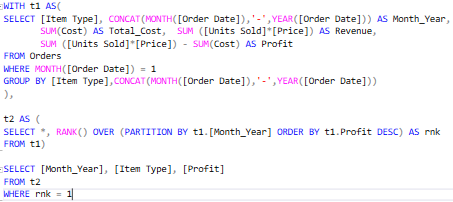 WITH t1 AS(
SELECT [Item Type], CONCAT(MONTH([Order Date]),'-',YEAR([Order Date])) AS Month_Year,
SUM(Cost) AS Total_Cost, SUM ([Units Sold]*[Price]) AS Revenue,
SUM ([Units Sold]*[Price]) - SUM(Cost) AS Profit
FROM Orders
WHERE MONTH([Order Date]) = 1
GROUP BY [Item Type],CONCAT(MONTH([Order Date]),'-',YEAR([Order Date]))
),
t2 AS (
SELECT *, RANK() OVER (PARTITION BY t1.[Month_Year] ORDER BY t1.Profit DESC) AS rnk
FROM t1)
SELECT [Month_Year], [Item Type], [Profit]
FROM t2
WHERE rnk = 1